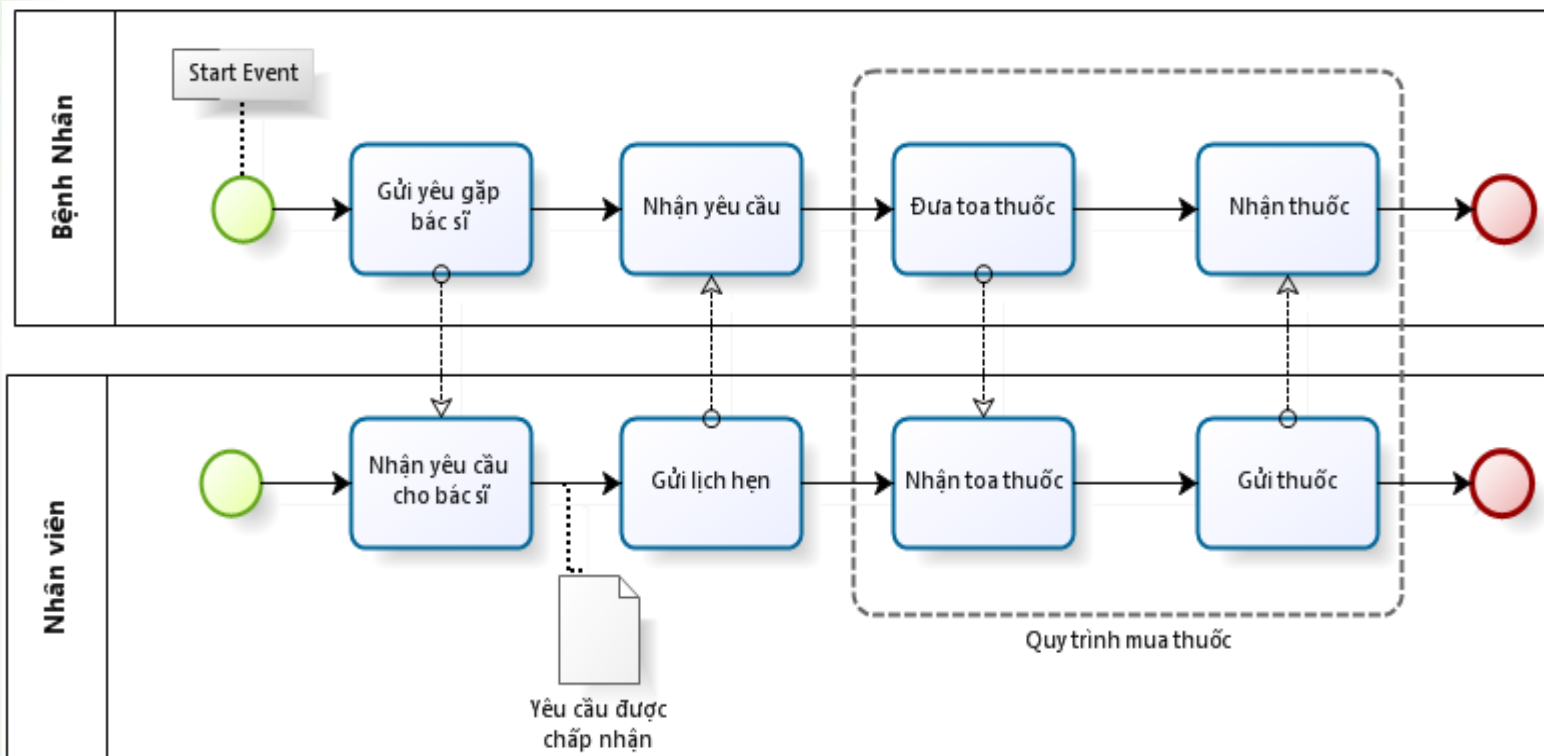 Bệnh Nhân
Start Event
Gửi yêu gặp
bác sĩ
Nhận yêu cầu
Đưa toa thuốc
Nhận thuốc
Nhân viên
Nhận yêu cầu
cho bác sĩ
Gửi lịch hẹn
Nhận toa thuốc
Gửi thuốc
Quy trình mua thuốc
Yêu cầu được
chấp nhận